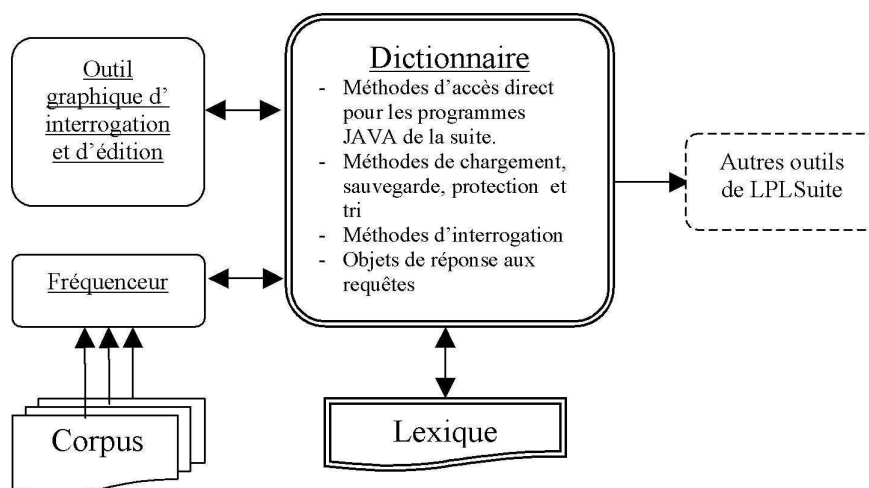 Outil
graphique d'
interrogation
et d'édition
Dictionnaire
- Méthodes d'accès direct
pour les programmes
JAVA de la suite.
- Méthodes de chargement,
sauvegarde, protection et
tri
- Méthodes d'interrogation
- Objets de réponse aux
requêtes
Autres outils
de LPLSuite
Fréquenceur
Corpus
Lexique